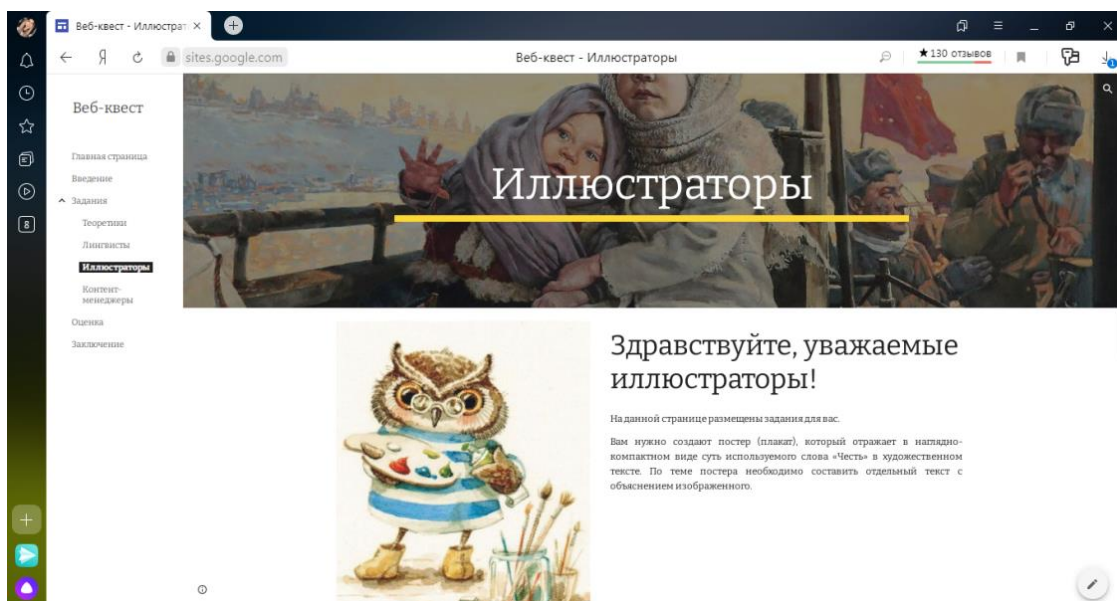 Веб-квест - Иллюстрат
Я
sites.google.com
Веб-квест - Иллюстраторы
★130 отзывов
1
8
Веб-квест
Главная страница
Введение
Задания
Теоретики
Лингвисты
Иллюстраторы
Контент-
менеджеры
Оценка
Заключение
Иллюстраторы
Здравствуйте, уважаемые
иллюстраторы!
На данной странице размещены задания для вас.
Вам нужно создают постер (плакат), который отражает в наглядно-
компактном виде суть используемого слова «Честь» в художественном
тексте. По теме постера необходимо составить отдельный текст с
объяснением изображенного.